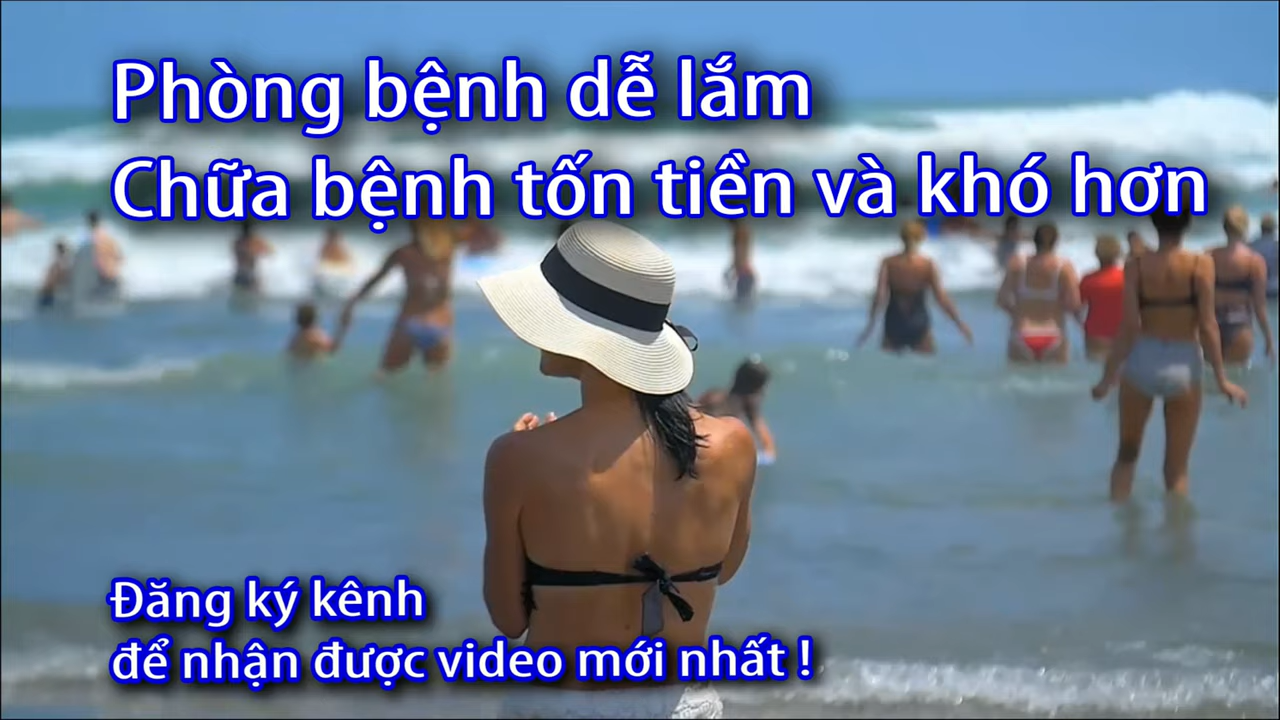 Phòng bệnh dễ lắm
Chữa bệnh tốn tiền và khó hơn
Đăng ký kênh
để nhận được video mới nhất !